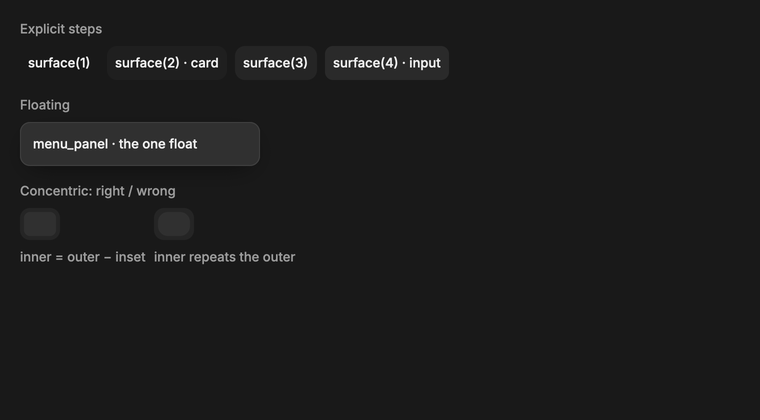 Explicit steps
surface(1) surface(2) · card surface(3) surface(4) · input
Floating
menu_panel · the one float
Concentric: right / wrong
inner = outer − inset inner repeats the outer